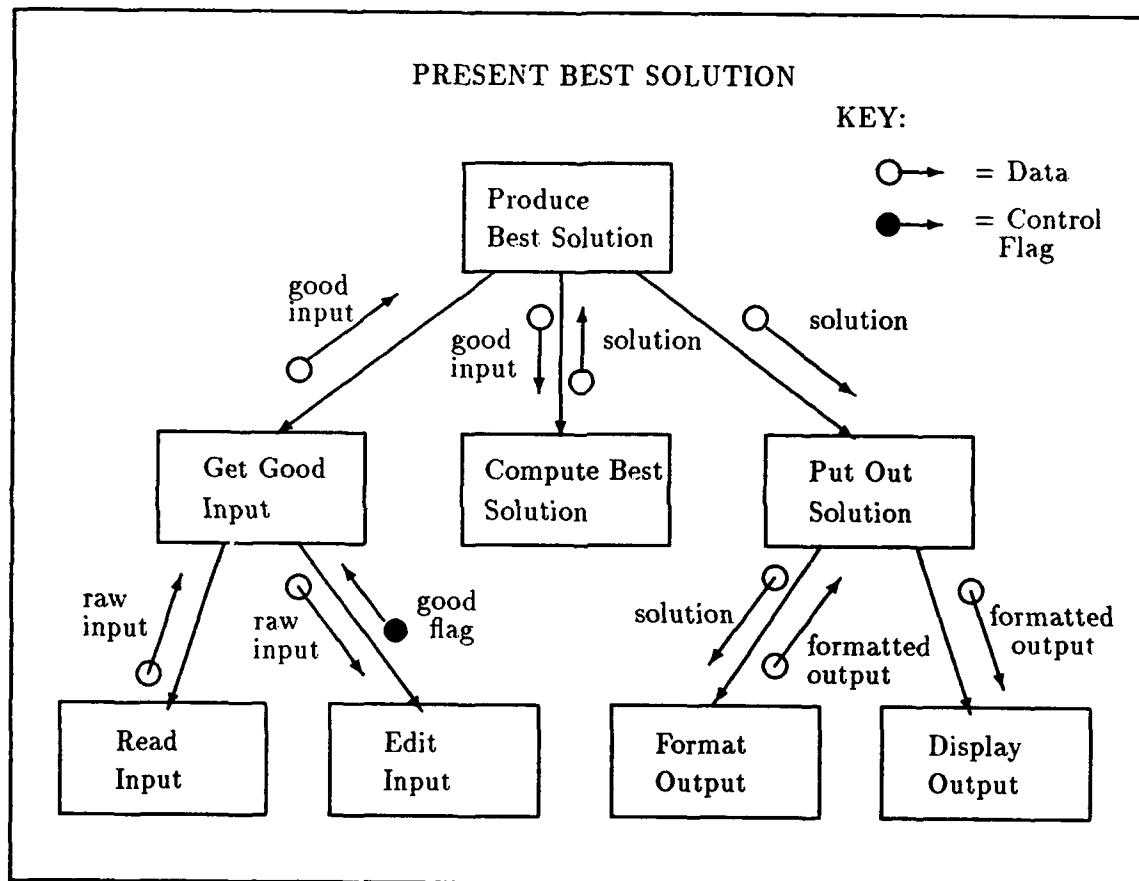 PRESENT BEST SOLUTION
KEY:
= Data
= Control
Flag
Produce
Best Solution
good
input
good
input
solution
solution
Get Good
Input
Compute Best
Solution
Put Out
Solution
raw
input
raw
input
good
flag
solution
formatted
output
formatted
output
Read
Input
Edit
Input
Format
Output
Display
Output